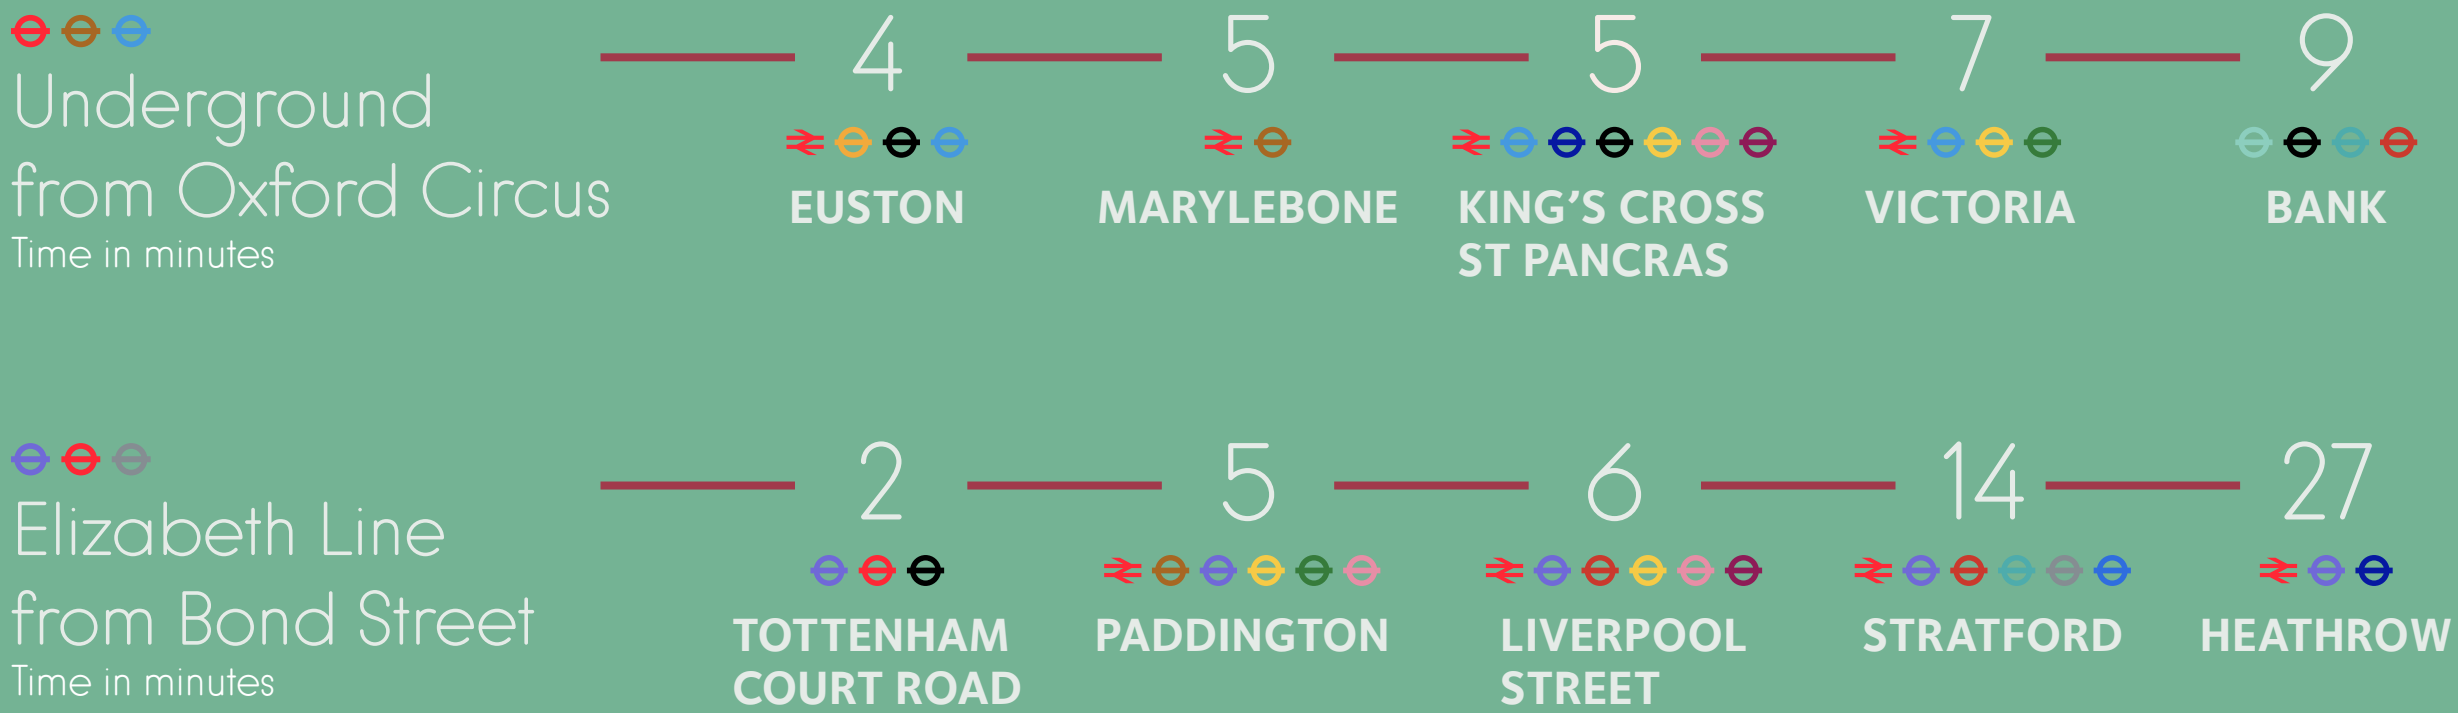 Underground
from Oxford Circus
Time in minutes
4
5
5
7
9
EUSTON
MARYLEBONE
KING’S CROSS
ST PANCRAS
VICTORIA
BANK
Elizabeth Line
from Bond Street
Time in minutes
2
5
6
14
27
TOTTENHAM
COURT ROAD
PADDINGTON
LIVERPOOL
STREET
STRATFORD
HEATHROW